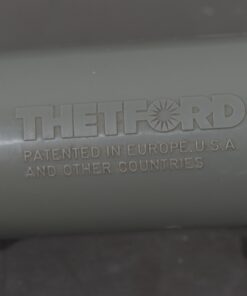 THETFORD
PATENTED IN EUROPE, U.S.A.
AND OTHER COUNTRIES